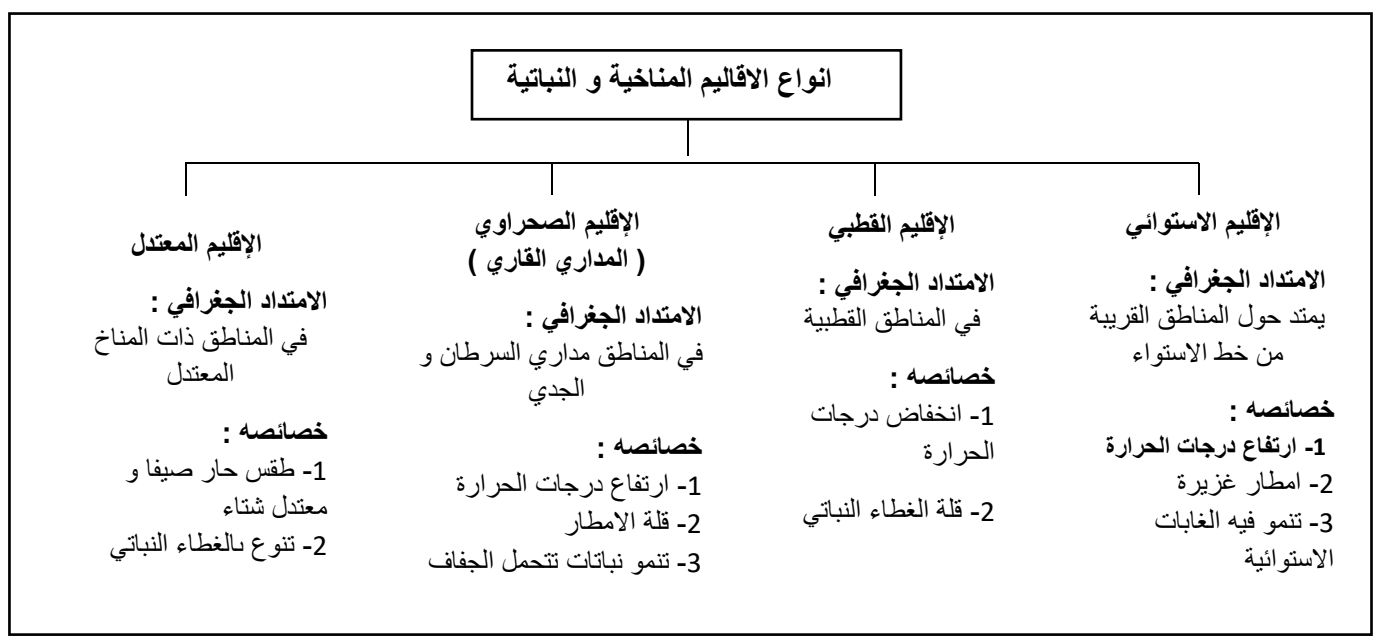 انواع الاقاليم المناخية و النباتية
الإقليم الاستوائي
الامتداد الجغرافي :
يمتد حول المناطق القريبة
من خط الاستواء
خصائصه :
1- ارتفاع درجات الحرارة
2- امطار غزيرة
3- تنمو فيه الغابات
الاستوائية
الإقليم القطبي
الامتداد الجغرافي :
في المناطق القطبية
خصائصه :
1- انخفاض درجات
الحرارة
2- قلة الغطاء النباتي
الإقليم الصحراوي
( المداري القاري )
الامتداد الجغرافي :
في المناطق مداري السرطان و
الجدي
خصائصه :
1- ارتفاع درجات الحرارة
2- قلة الامطار
3- تنمو نباتات تتحمل الجفاف
الإقليم المعتدل
الامتداد الجغرافي :
في المناطق ذات المناخ
المعتدل
خصائصه :
1- طقس حار صيفا و
معتدل شتاء
2- تنوع بالغطاء النباتي